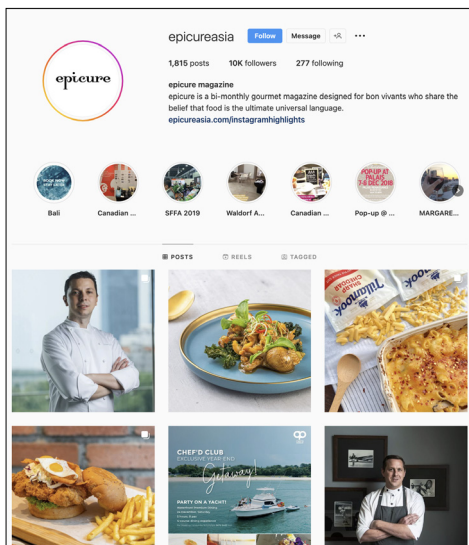 epicureasia Follow Message
1,815 posts 10K followers 277 following
epicure magazine
epicure is a bi-monthly gourmet magazine designed for bon vivants who share the
belief that food is the ultimate universal language.
epicureasia.com/instagramhighlights
epicure
POP-UP AT
PALAIS
7-8 DEC 2018
Bali Canadian ... SFFA 2019 Waldorf A... Canadian ... Pop-up @ ... MARGARE...
POSTS REELS TAGGED
SHARP
CHEDDAR
Tillamook
CHEF'D CLUB
EXCLUSIVE YEAR END
Getaway!
PARTY ON A YACHT!